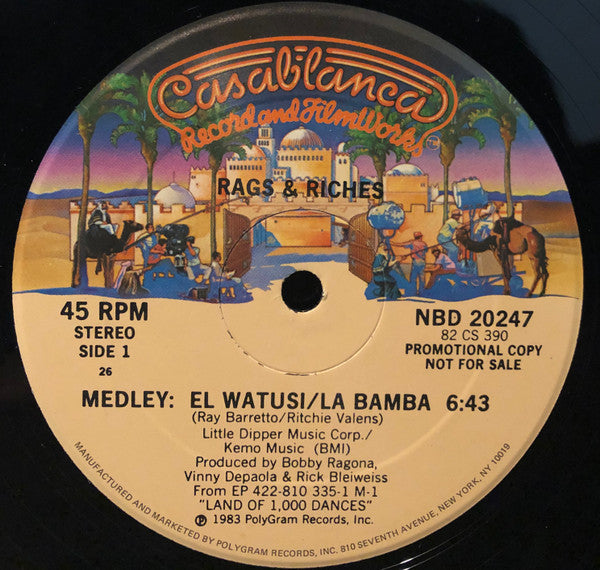 Casablanca
Record and FilmWorks
RAGS & RICHES
45 RPM
STEREO
SIDE 1
26
NBD 20247
82 CS 390
PROMOTIONAL COPY
NOT FOR SALE
MEDLEY: EL WATUSI/LA BAMBA 6:43
(Ray Barretto/Ritchie Valens)
Little Dipper Music Corp./
Kemo Music (BMI)
Produced by Bobby Ragona,
Vinny Depaola & Rick Bleiweiss
From EP 422-810 335-1 M-1
"LAND OF 1,000 DANCES"
℗ 1983 PolyGram Records, Inc.
MANUFACTURED AND MARKETED BY POLYGRAM RECORDS, INC. 810 SEVENTH AVENUE, NEW YORK, NY 10019